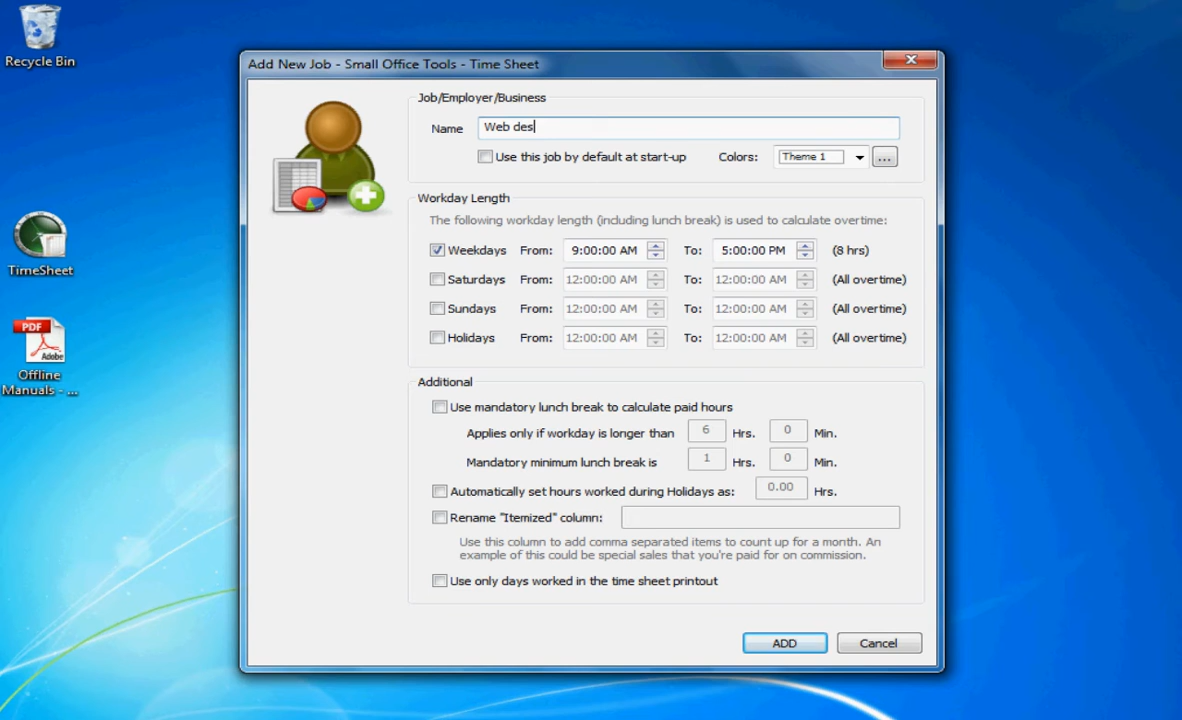 Recycle Bin
Add New Job - Small Office Tools - Time Sheet
Job/Employer/Business
Name Web des
Use this job by default at start-up Colors: Theme 1 ...
Workday Length
The following workday length (including lunch break) is used to calculate overtime:
Weekdays From: 9:00:00 AM To: 5:00:00 PM (8 hrs)
Saturdays From: 12:00:00 AM To: 12:00:00 AM (All overtime)
Sundays From: 12:00:00 AM To: 12:00:00 AM (All overtime)
Holidays From: 12:00:00 AM To: 12:00:00 AM (All overtime)
TimeSheet
PDF
Adobe
Offline
Manuals - ...
Additional
Use mandatory lunch break to calculate paid hours
Applies only if workday is longer than 6 Hrs. 0 Min.
Mandatory minimum lunch break is 1 Hrs. 0 Min.
Automatically set hours worked during Holidays as: 0.00 Hrs.
Rename "Itemized" column:
Use this column to add comma separated items to count up for a month. An
example of this could be special sales that you're paid for on commission.
Use only days worked in the time sheet printout
ADD Cancel